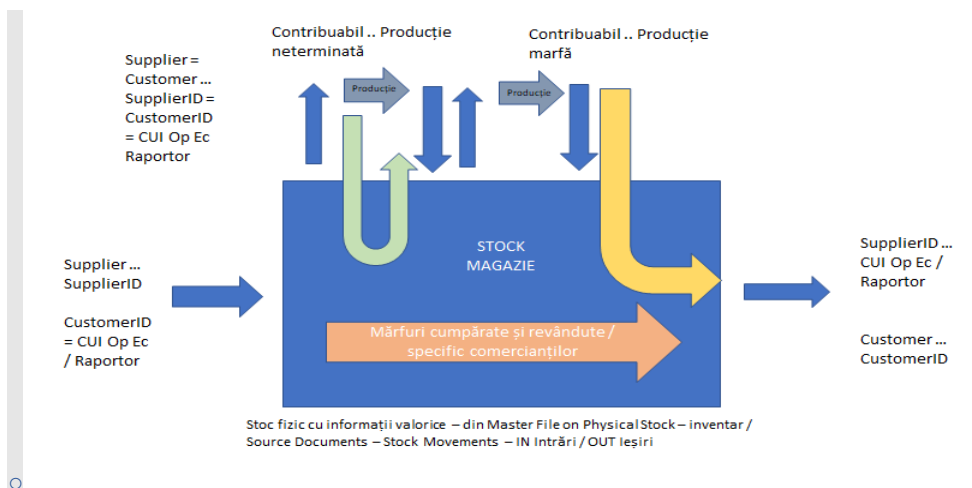 Contribuabil .. Producție
neterminată
Contribuabil .. Producție
marfă
Supplier =
Customer ...
SupplierID =
CustomerID
= CUI Op Ec
Raportor
Producție
Producție
STOCK
MAGAZIE
Supplier ...
SupplierID
CustomerID
= CUI Op Ec
/ Raportor
SupplierID ...
CUI Op Ec /
Raportor
Customer ...
CustomerID
Mărfuri cumpărate și revândute /
specific comercianților
Stoc fizic cu informații valorice – din Master File on Physical Stock – inventar /
Source Documents – Stock Movements – IN Intrări / OUT Ieșiri